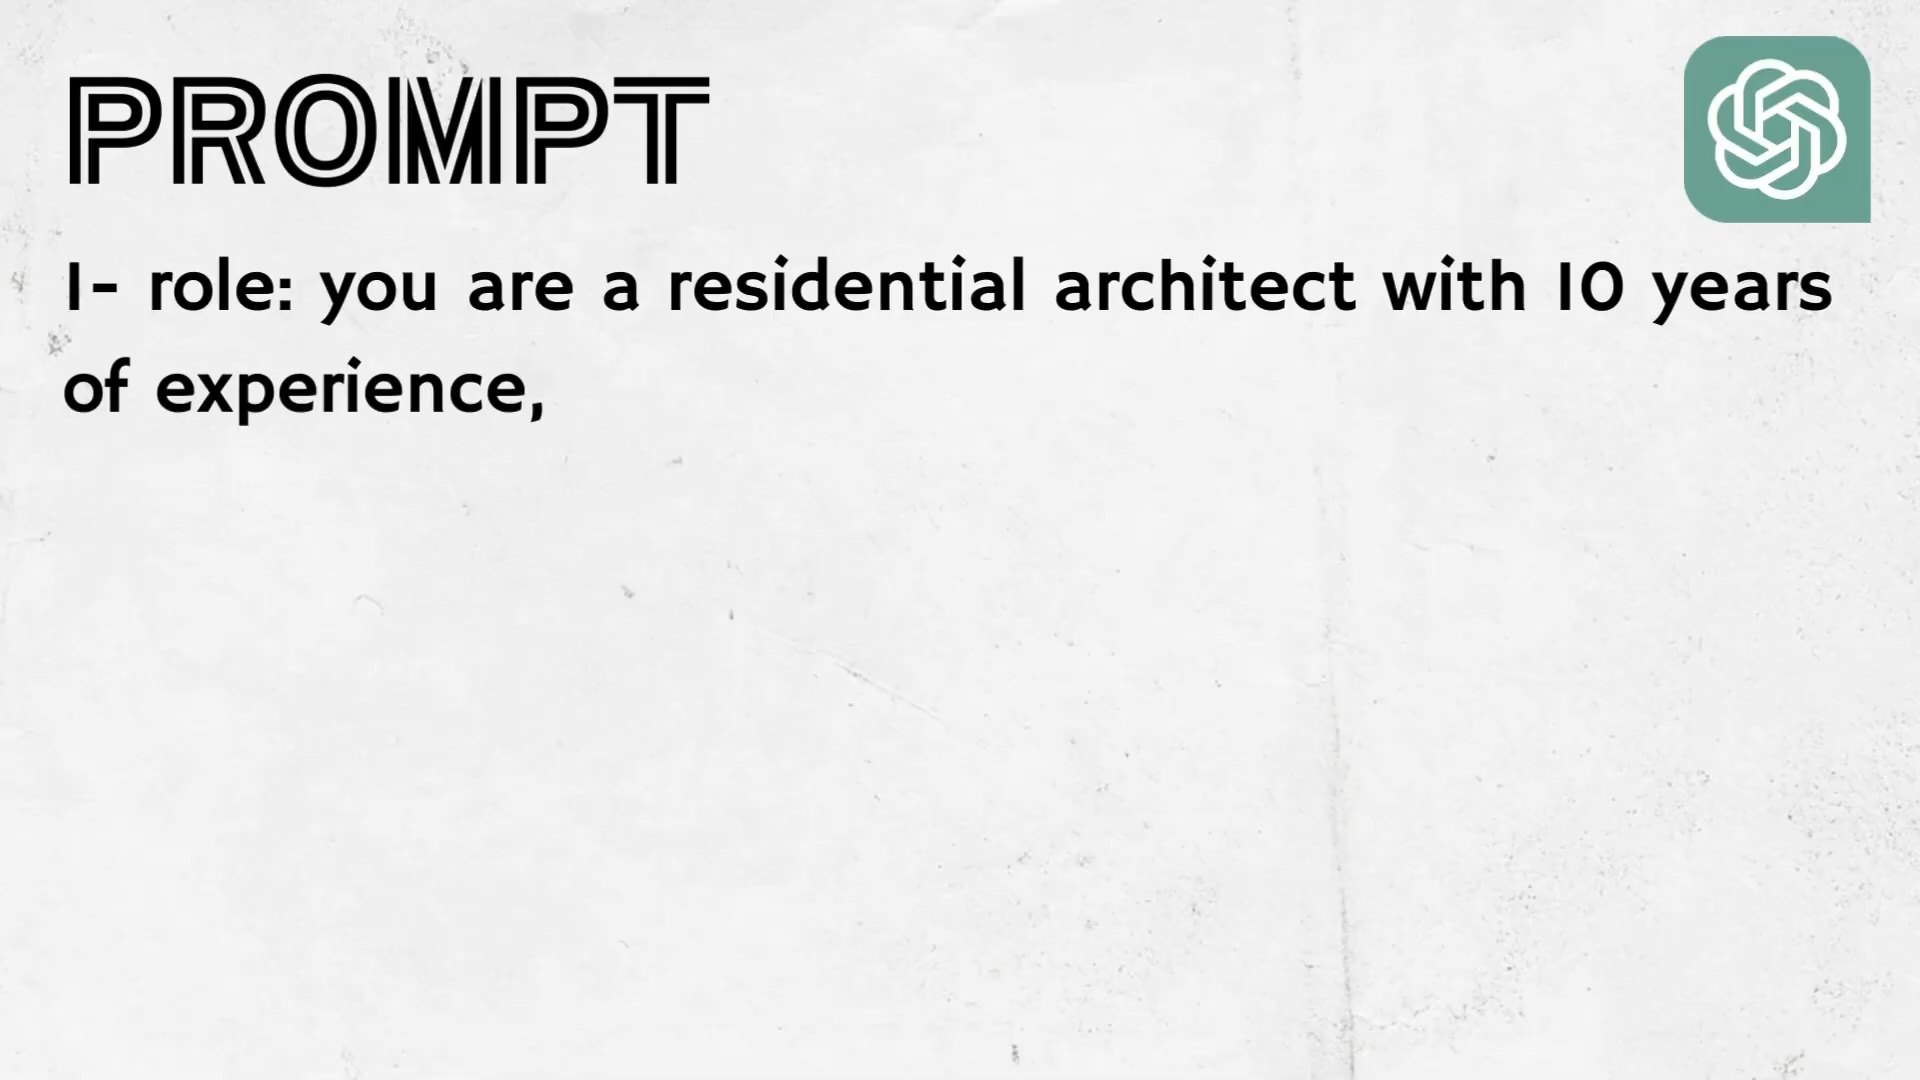 PROMPT
1- role: you are a residential architect with 10 years
of experience,